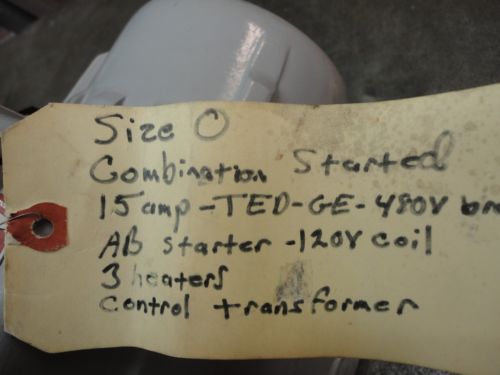 Size 0
Combination Started
15 amp-TED-GE-480V
AB starter -120V coil
3 heaters
control transformer